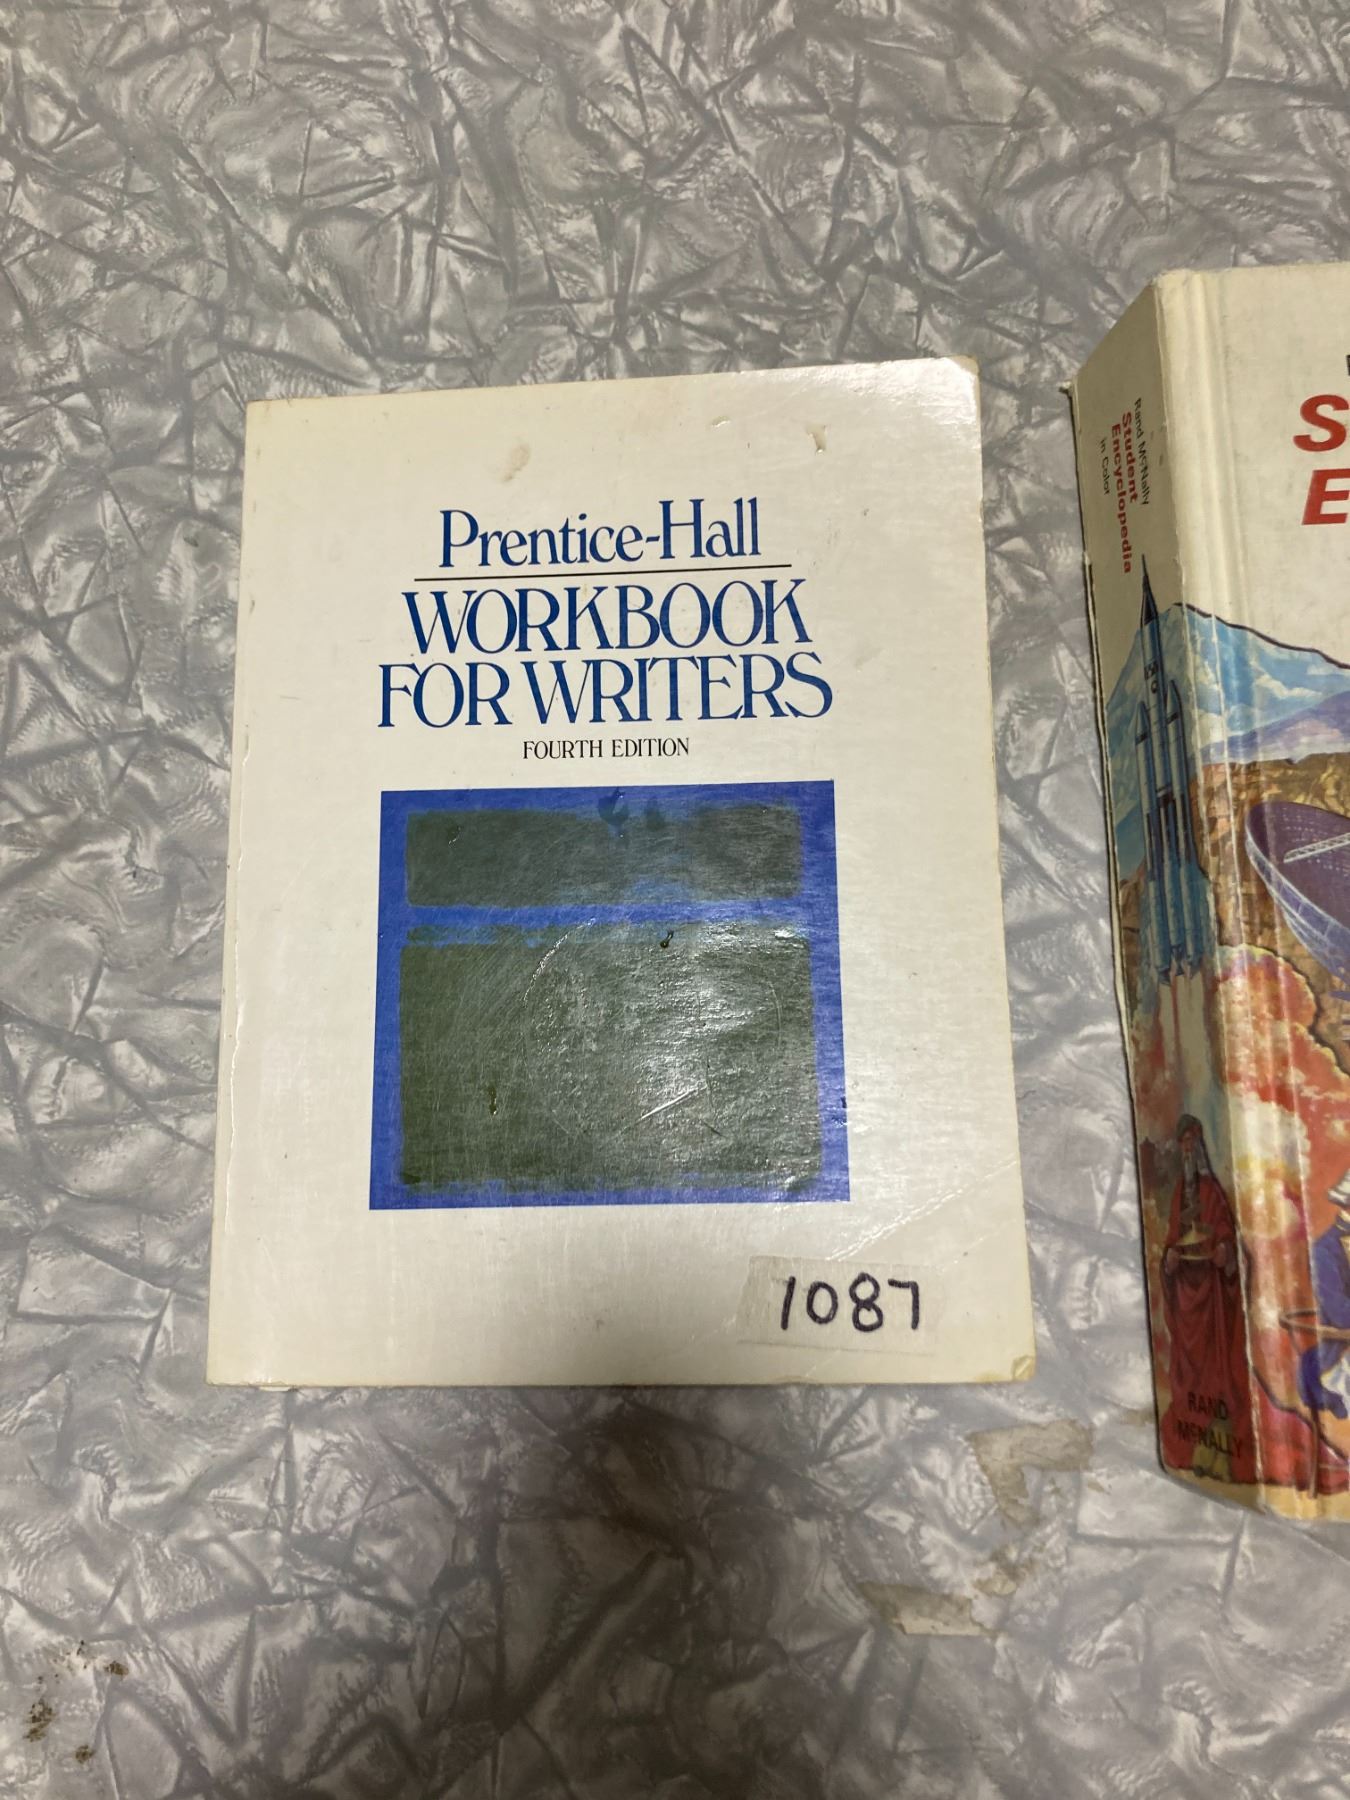 Prentice-Hall
WORKBOOK
FOR WRITERS
FOURTH EDITION
1087
Rand McNally
Student
Encyclopedia
in Color
RAND
McNALLY
S
E